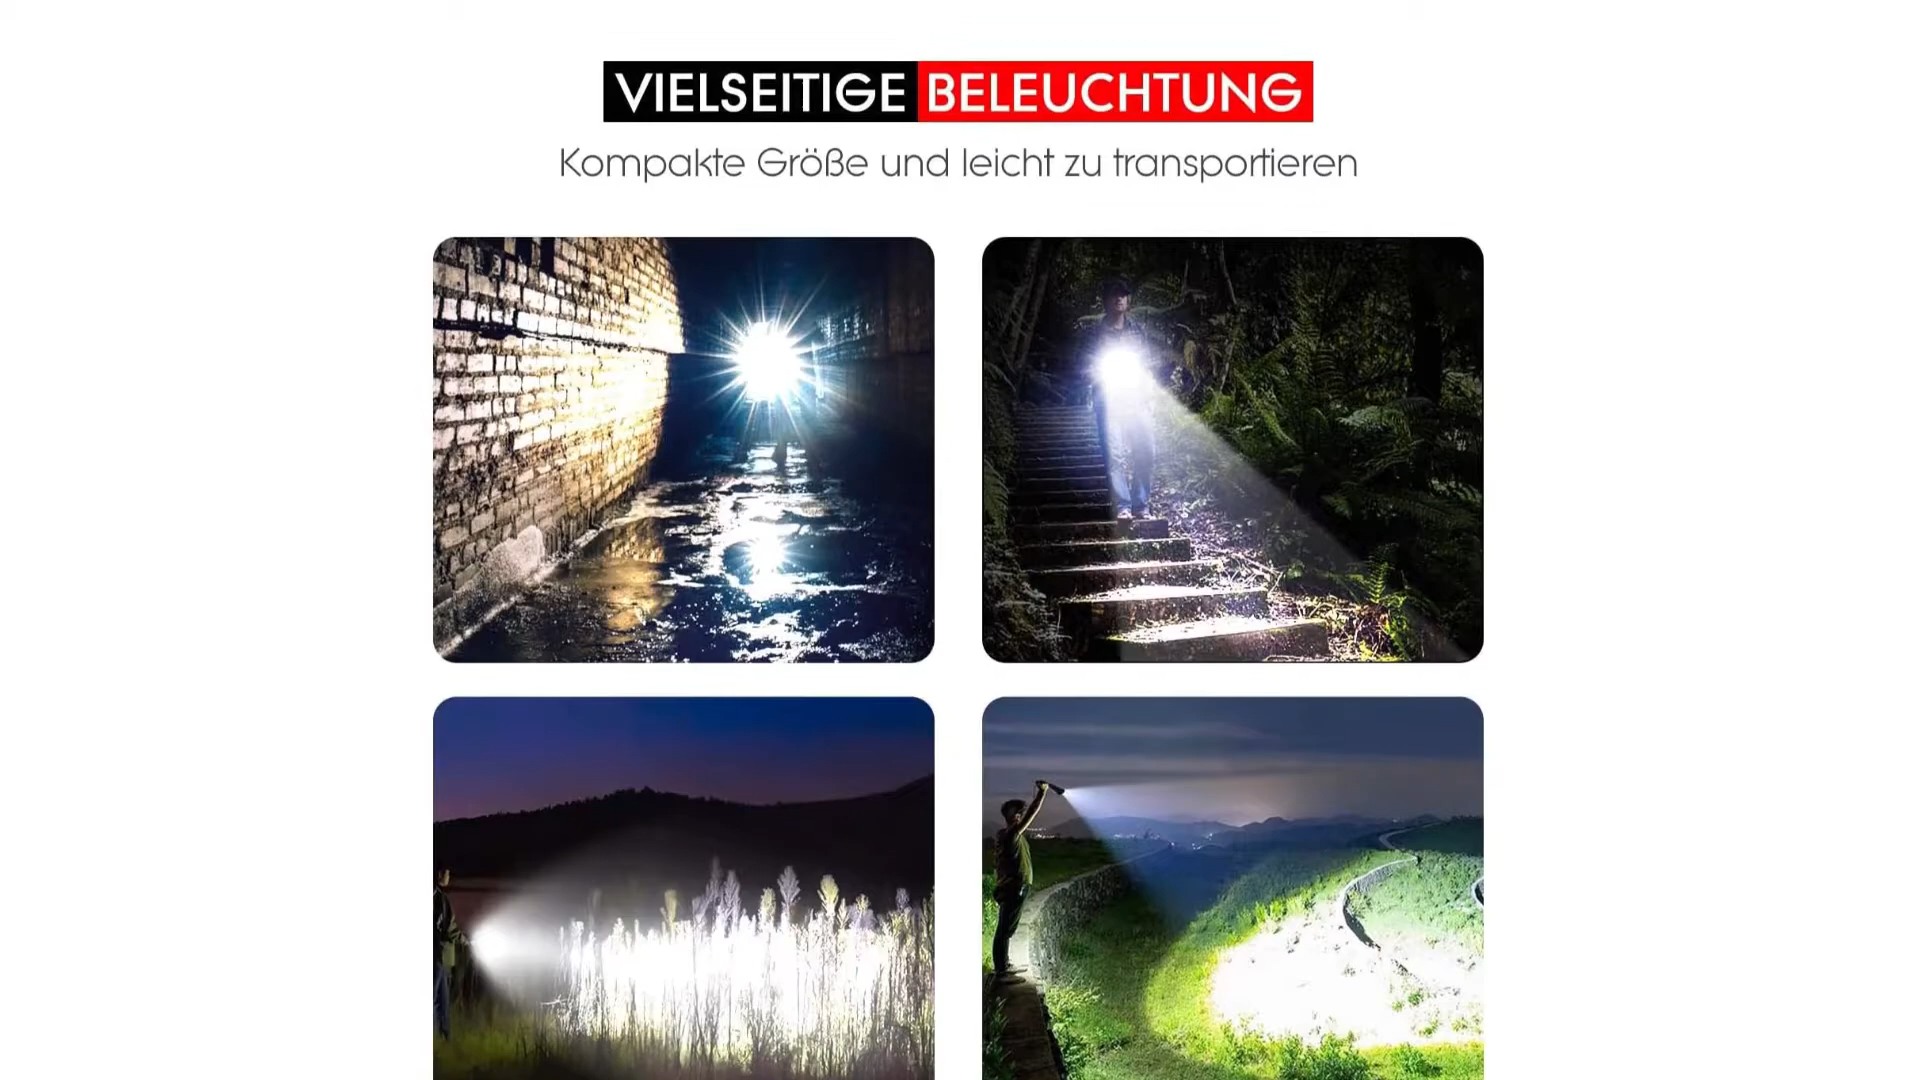 VIELSEITIGE BELEUCHTUNG
Kompakte Größe und leicht zu transportieren